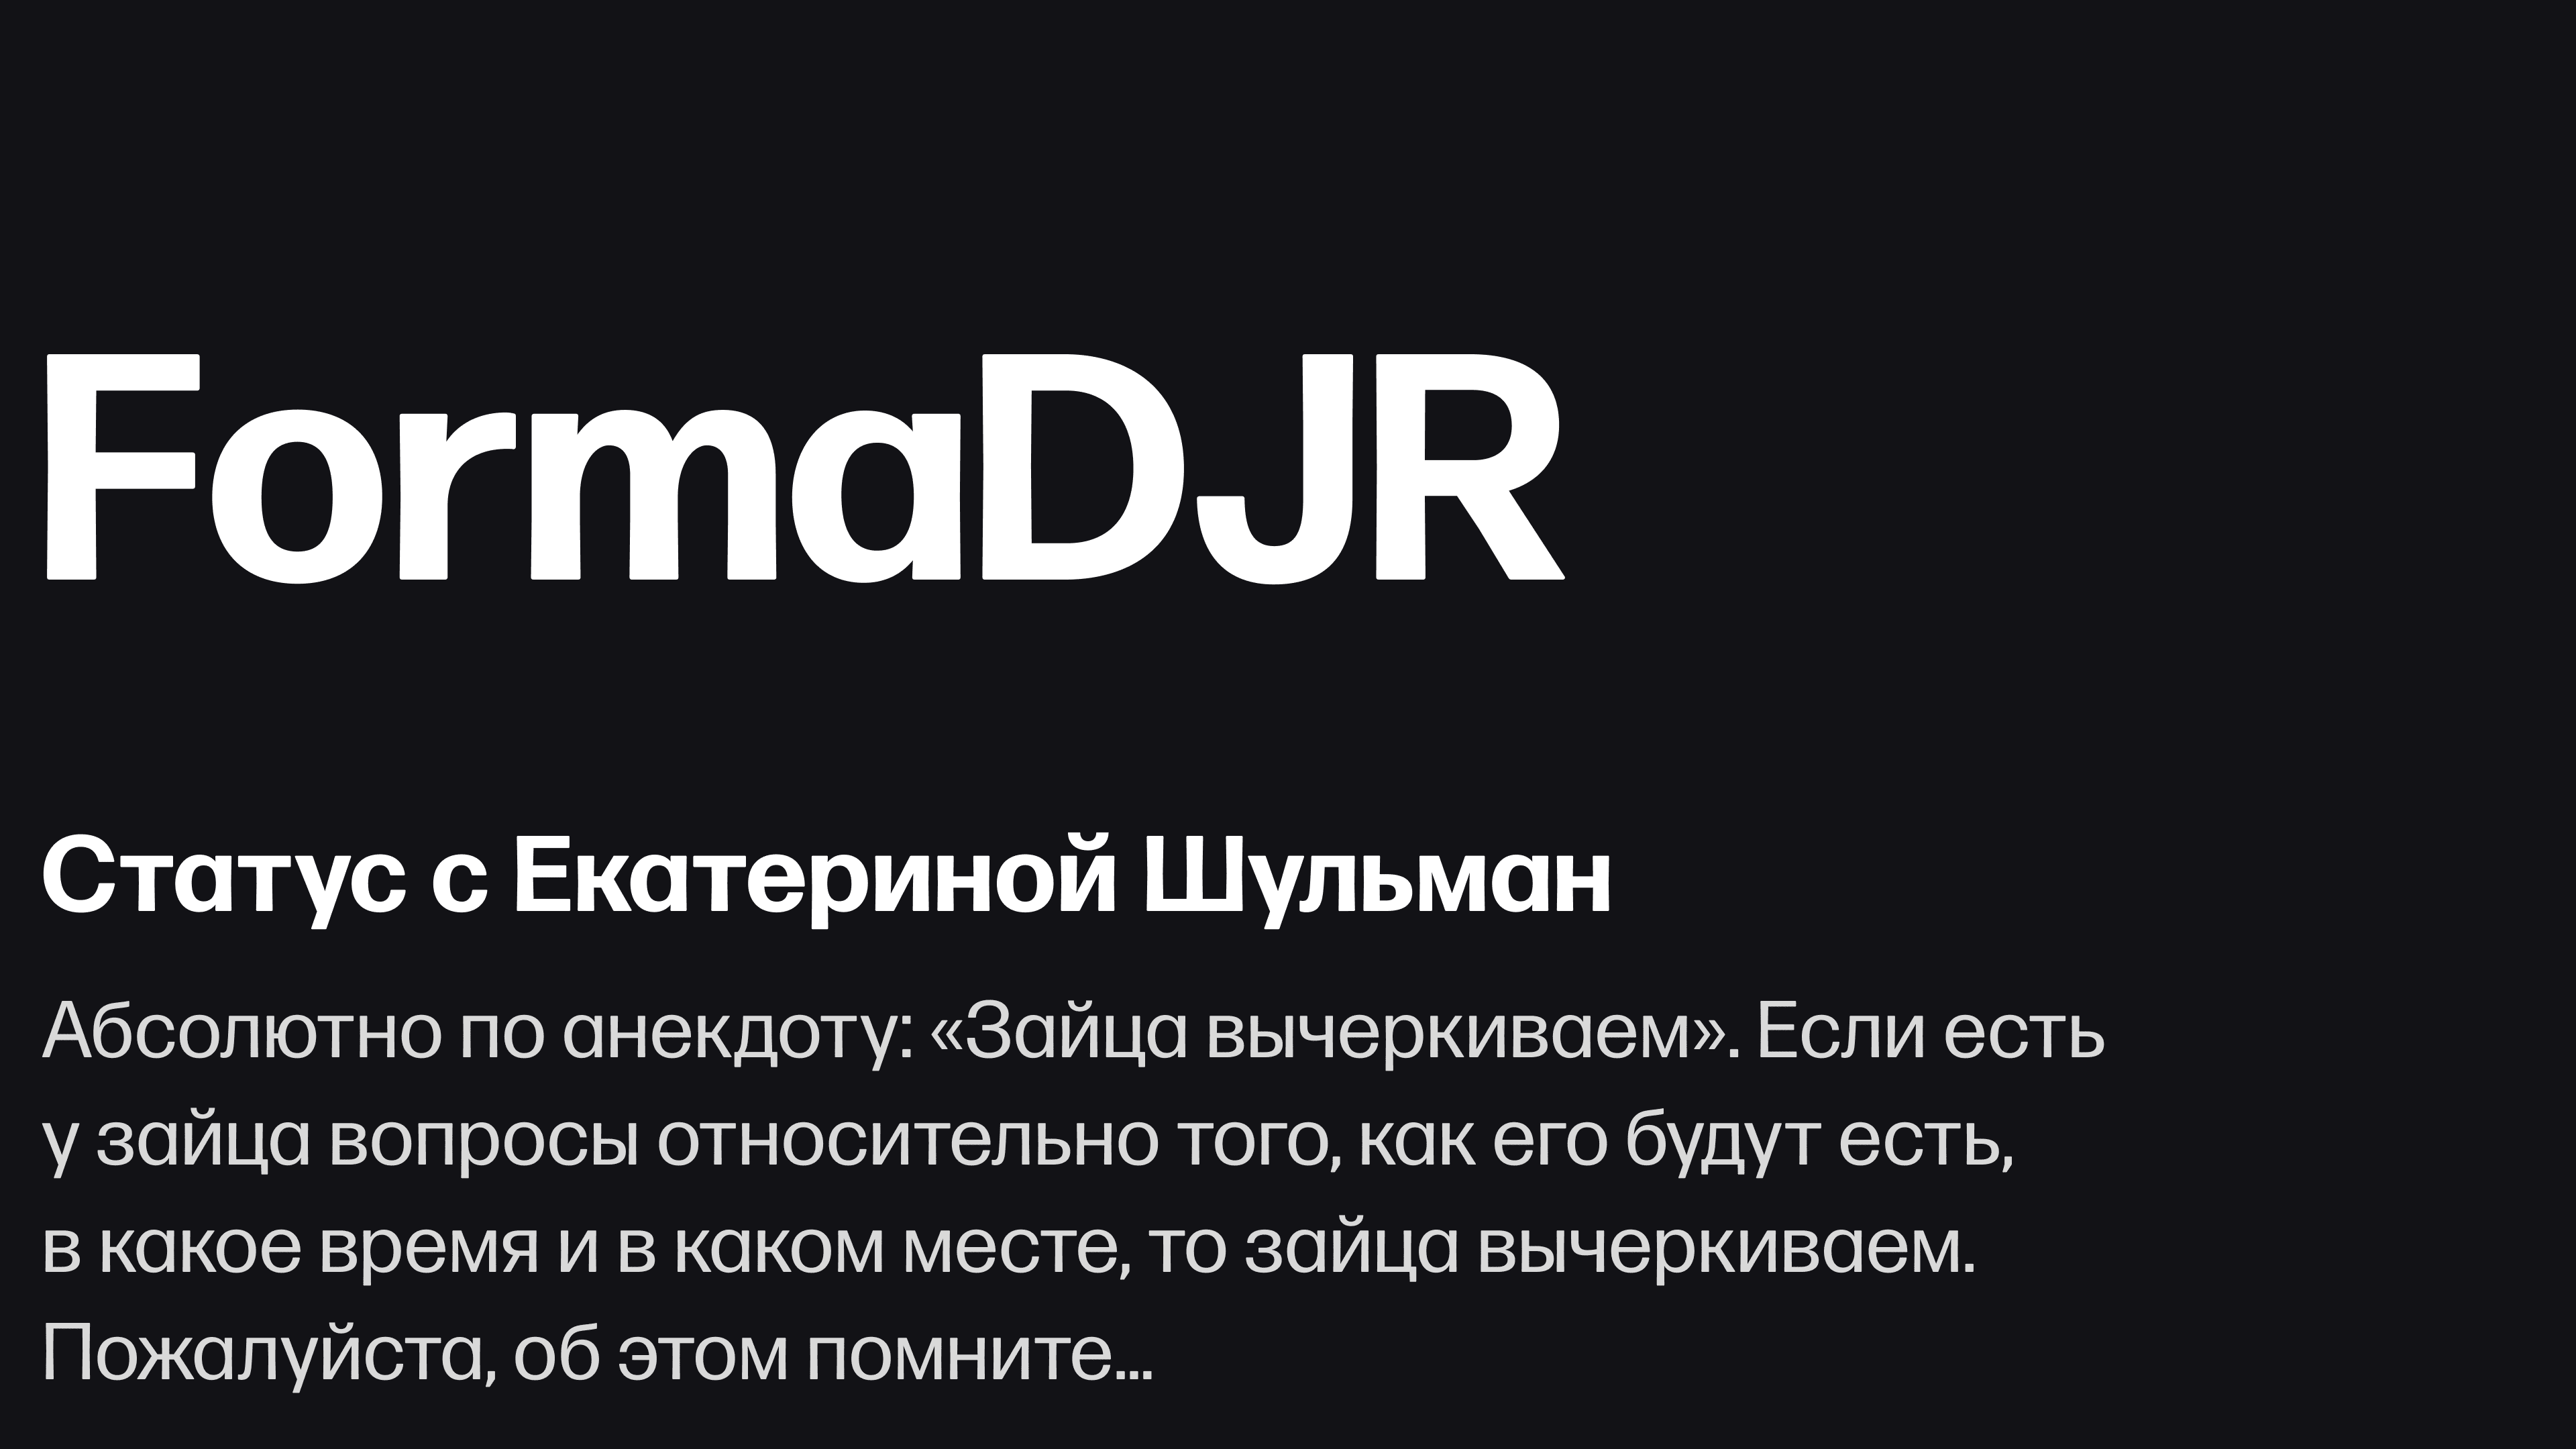 FormaDJR
Статус с Екатериной Шульман
Абсолютно по анекдоту: «Зайца вычеркиваем». Если есть
у зайца вопросы относительно того, как его будут есть,
в какое время и в каком месте, то зайца вычеркиваем.
Пожалуйста, об этом помните…